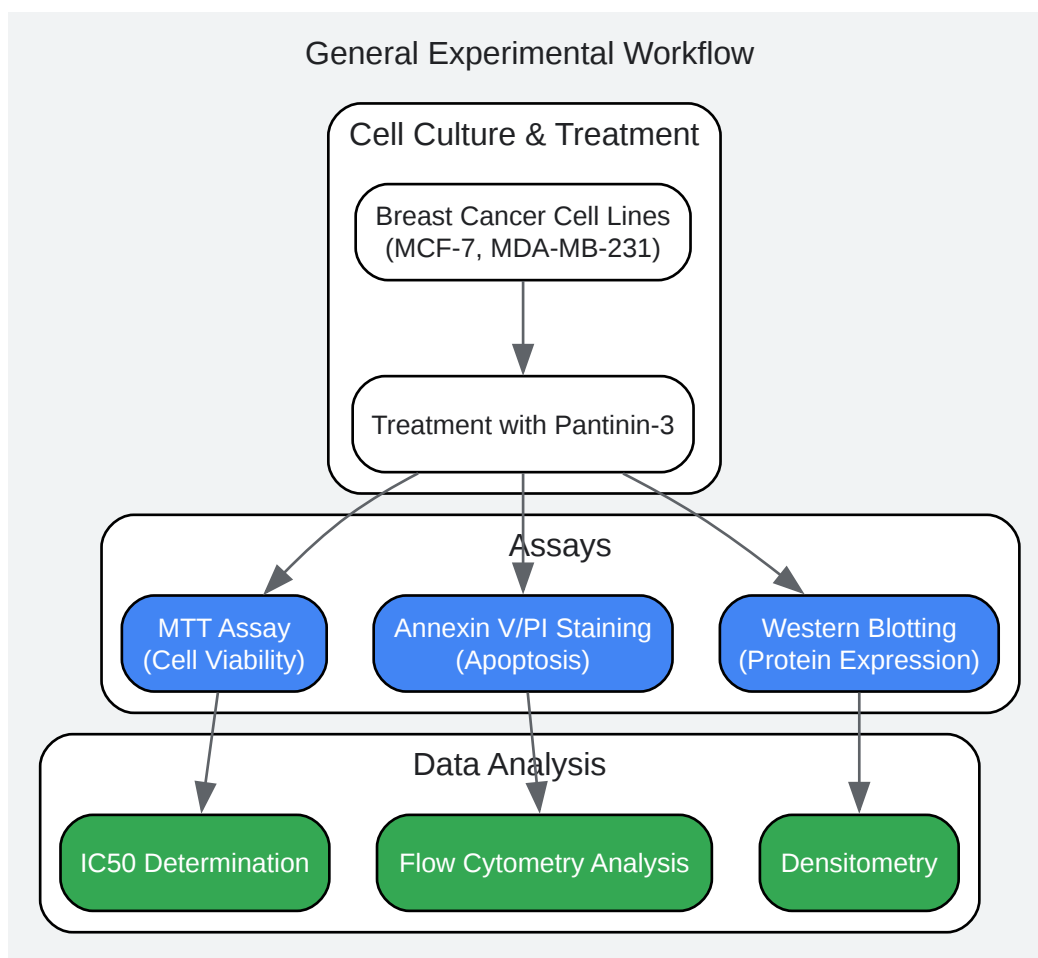 General Experimental Workflow
Cell Culture & Treatment
Breast Cancer Cell Lines
(MCF-7, MDA-MB-231)
Treatment with Pantinin-3
Assays
MTT Assay
(Cell Viability)
Annexin V/PI Staining
(Apoptosis)
Western Blotting
(Protein Expression)
Data Analysis
IC50 Determination
Flow Cytometry Analysis
Densitometry